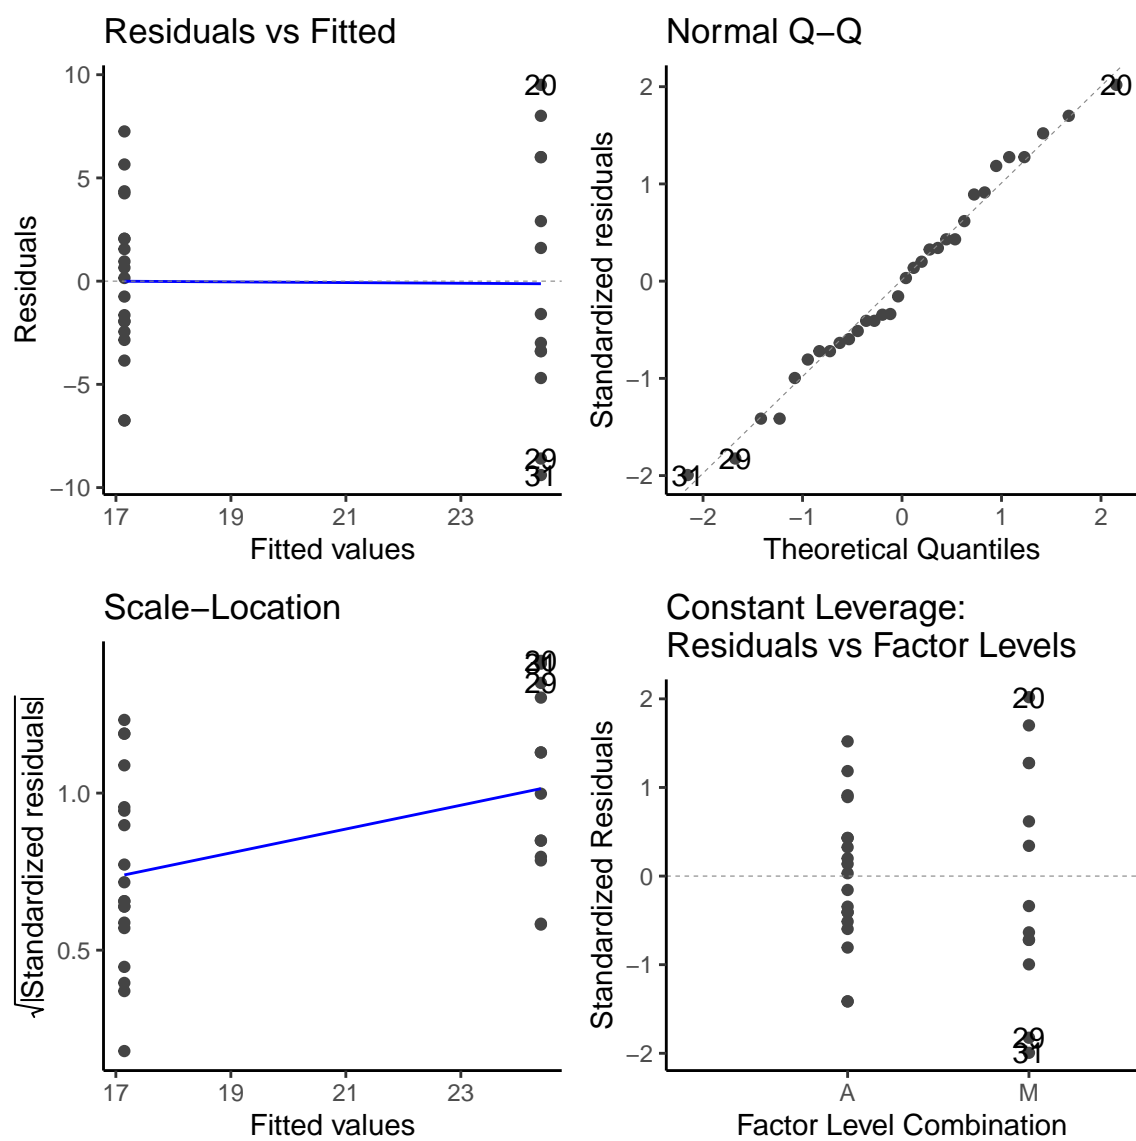 Residuals vs Fitted
10
5
0
−5
−10
Residuals
20
29
31
17
19
21
23
Fitted values
Normal Q−Q
2
1
0
−1
−2
Standardized residuals
20
29
31
−2
−1
0
1
2
Theoretical Quantiles
Scale−Location
1.0
0.5
√|Standardized residuals|
20
31
29
17
19
21
23
Fitted values
Constant Leverage:
Residuals vs Factor Levels
2
1
0
−1
−2
Standardized Residuals
20
29
31
A
M
Factor Level Combination